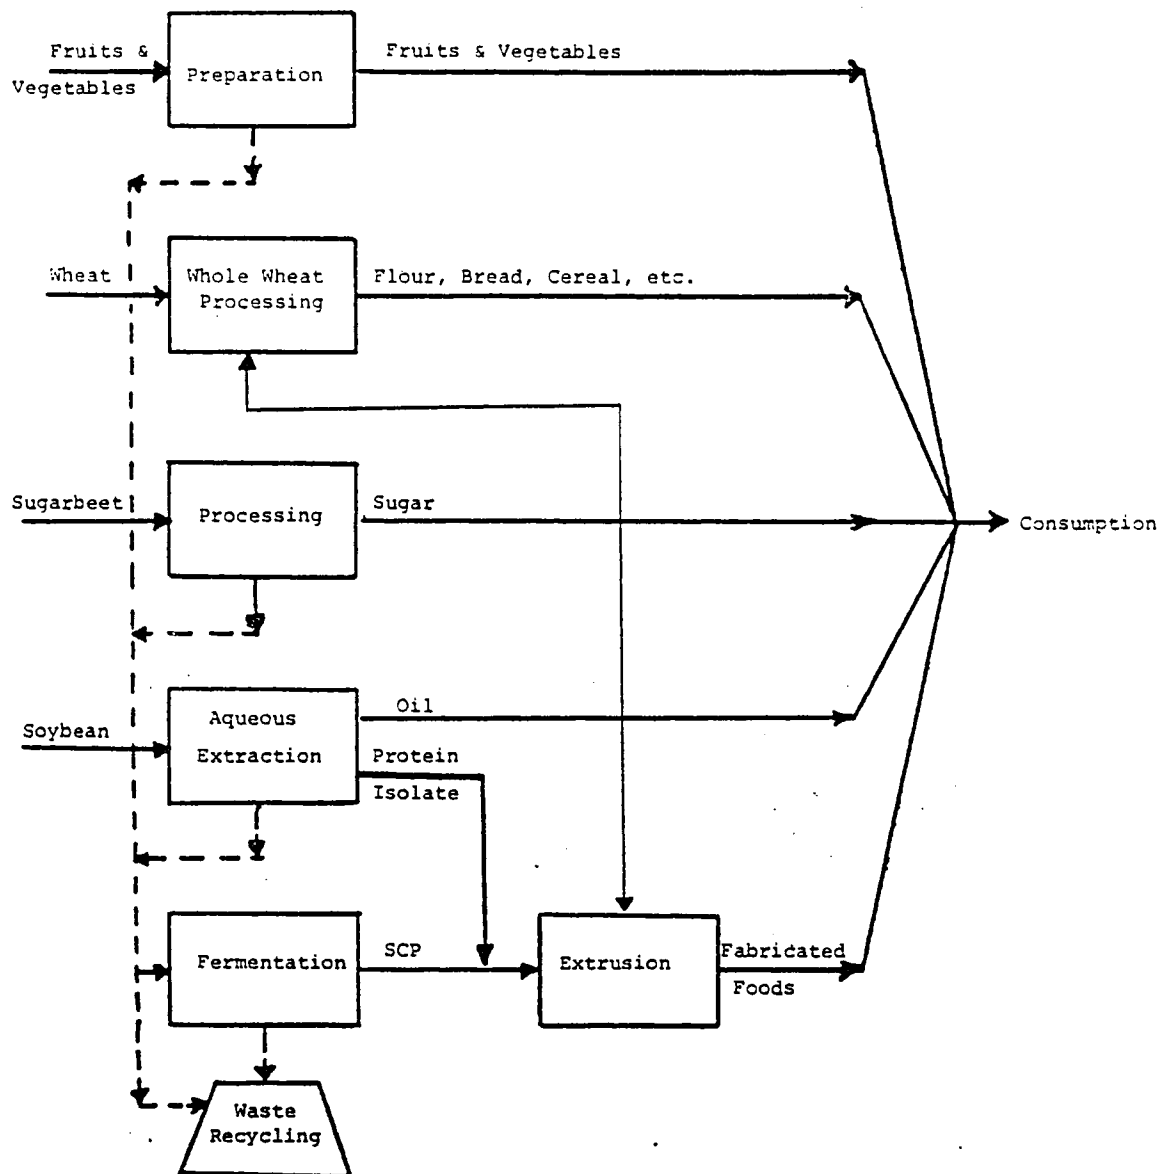 Fruits &
Vegetables
Preparation
Fruits & Vegetables
Wheat
Whole Wheat
Processing
Flour, Bread, Cereal, etc.
Sugarbeet
Processing
Sugar
Consumption
Soybean
Aqueous
Extraction
Oil
Protein
Isolate
Fermentation
SCP
Extrusion
Fabricated
Foods
Waste
Recycling